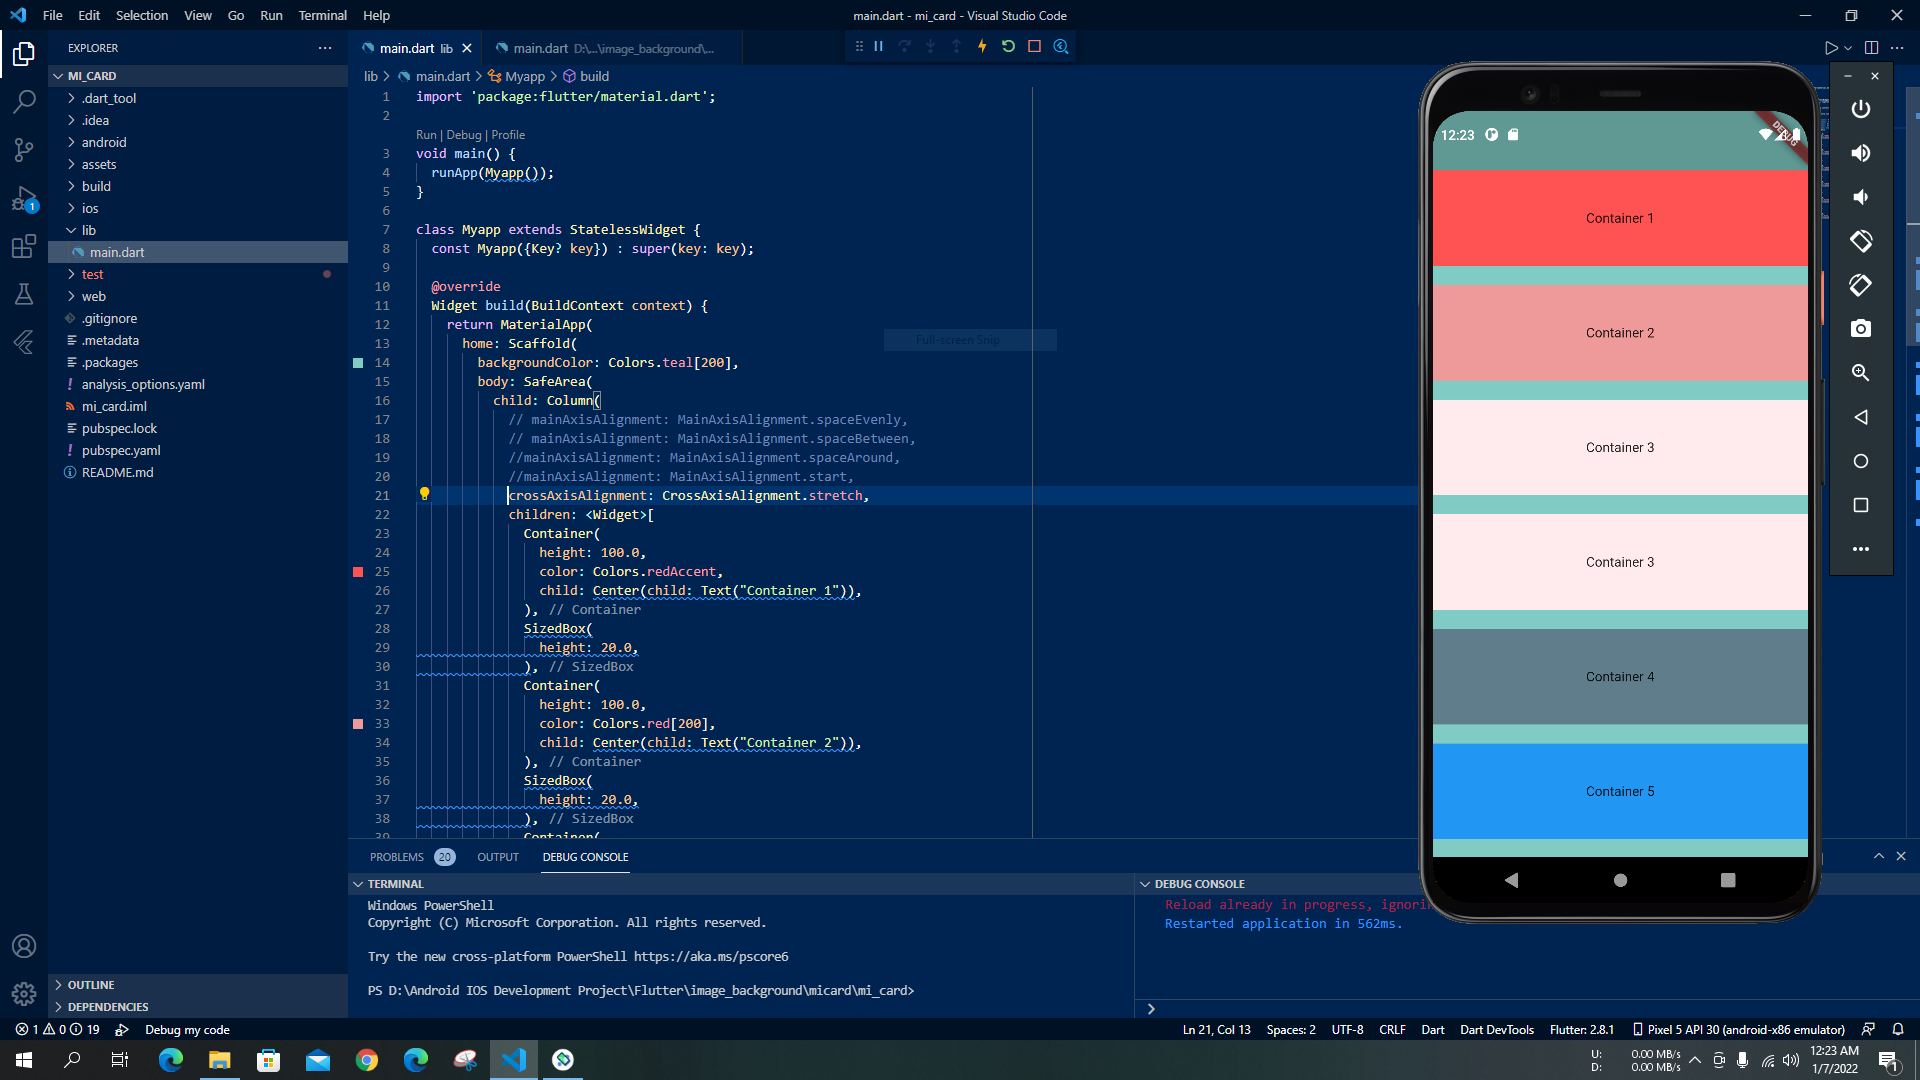 File Edit Selection View Go Run Terminal Help
main.dart - mi_card - Visual Studio Code
EXPLORER
main.dart lib
main.dart D:\...\image_background\...
MI_CARD
.dart_tool
.idea
android
assets
build
ios
lib
main.dart
test
web
.gitignore
.metadata
.packages
analysis_options.yaml
mi_card.iml
pubspec.lock
pubspec.yaml
README.md
OUTLINE
DEPENDENCIES
1
lib > main.dart > Myapp > build
1 import 'package:flutter/material.dart';
2
Run | Debug | Profile
3 void main() {
4 runApp(Myapp());
5 }
6
7 class Myapp extends StatelessWidget {
8 const Myapp({Key? key}) : super(key: key);
9
10 @override
11 Widget build(BuildContext context) {
12 return MaterialApp(
13 home: Scaffold(
14 backgroundColor: Colors.teal[200],
15 body: SafeArea(
16 child: Column(
17 // mainAxisAlignment: MainAxisAlignment.spaceEvenly,
18 // mainAxisAlignment: MainAxisAlignment.spaceBetween,
19 //mainAxisAlignment: MainAxisAlignment.spaceAround,
20 //mainAxisAlignment: MainAxisAlignment.start,
21 crossAxisAlignment: CrossAxisAlignment.stretch,
22 children: <Widget>[
23 Container(
24 height: 100.0,
25 color: Colors.redAccent,
26 child: Center(child: Text("Container 1")),
27 ), // Container
28 SizedBox(
29 height: 20.0,
30 ), // SizedBox
31 Container(
32 height: 100.0,
33 color: Colors.red[200],
34 child: Center(child: Text("Container 2")),
35 ), // Container
36 SizedBox(
37 height: 20.0,
38 ), // SizedBox
39 Container(
Full-screen Snip
12:23
DEBUG
Container 1
Container 2
Container 3
Container 3
Container 4
Container 5
PROBLEMS 20 OUTPUT DEBUG CONSOLE
TERMINAL
Windows PowerShell
Copyright (C) Microsoft Corporation. All rights reserved.
Try the new cross-platform PowerShell https://aka.ms/pscore6
PS D:\Android IOS Development Project\Flutter\image_background\micard\mi_card>
DEBUG CONSOLE
Reload already in progress, ignori
Restarted application in 562ms.
1 0 19 Debug my code
Ln 21, Col 13 Spaces: 2 UTF-8 CRLF Dart Dart DevTools Flutter: 2.8.1 Pixel 5 API 30 (android-x86 emulator)
U: 0.00 MB/s
D: 0.00 MB/s
12:23 AM
1/7/2022
1